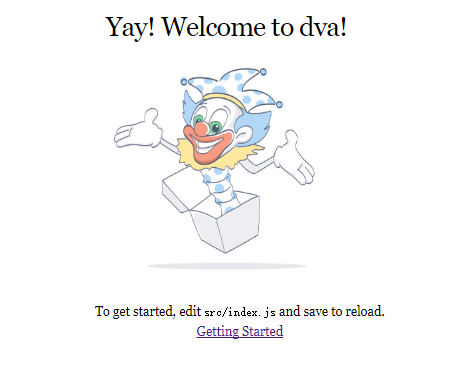 Yay! Welcome to dva!
To get started, edit src/index.js and save to reload.
Getting Started